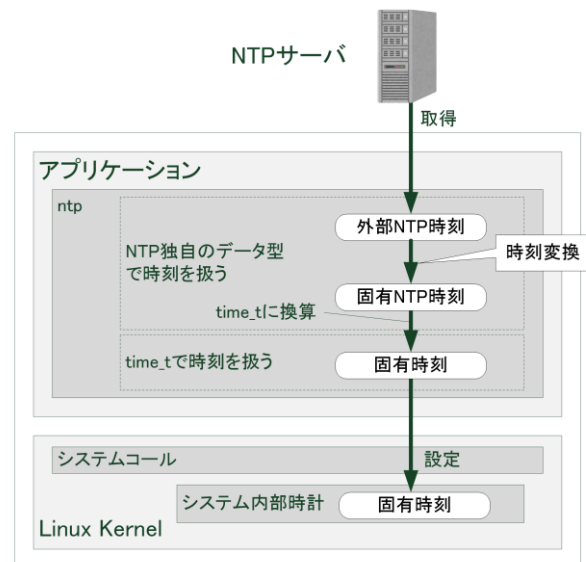 NTPサーバ
取得
アプリケーション
ntp
外部NTP時刻
NTP独自のデータ型
で時刻を扱う
時刻変換
固有NTP時刻
time_tに換算
time_tで時刻を扱う
固有時刻
システムコール
設定
システム内部時計
固有時刻
Linux Kernel